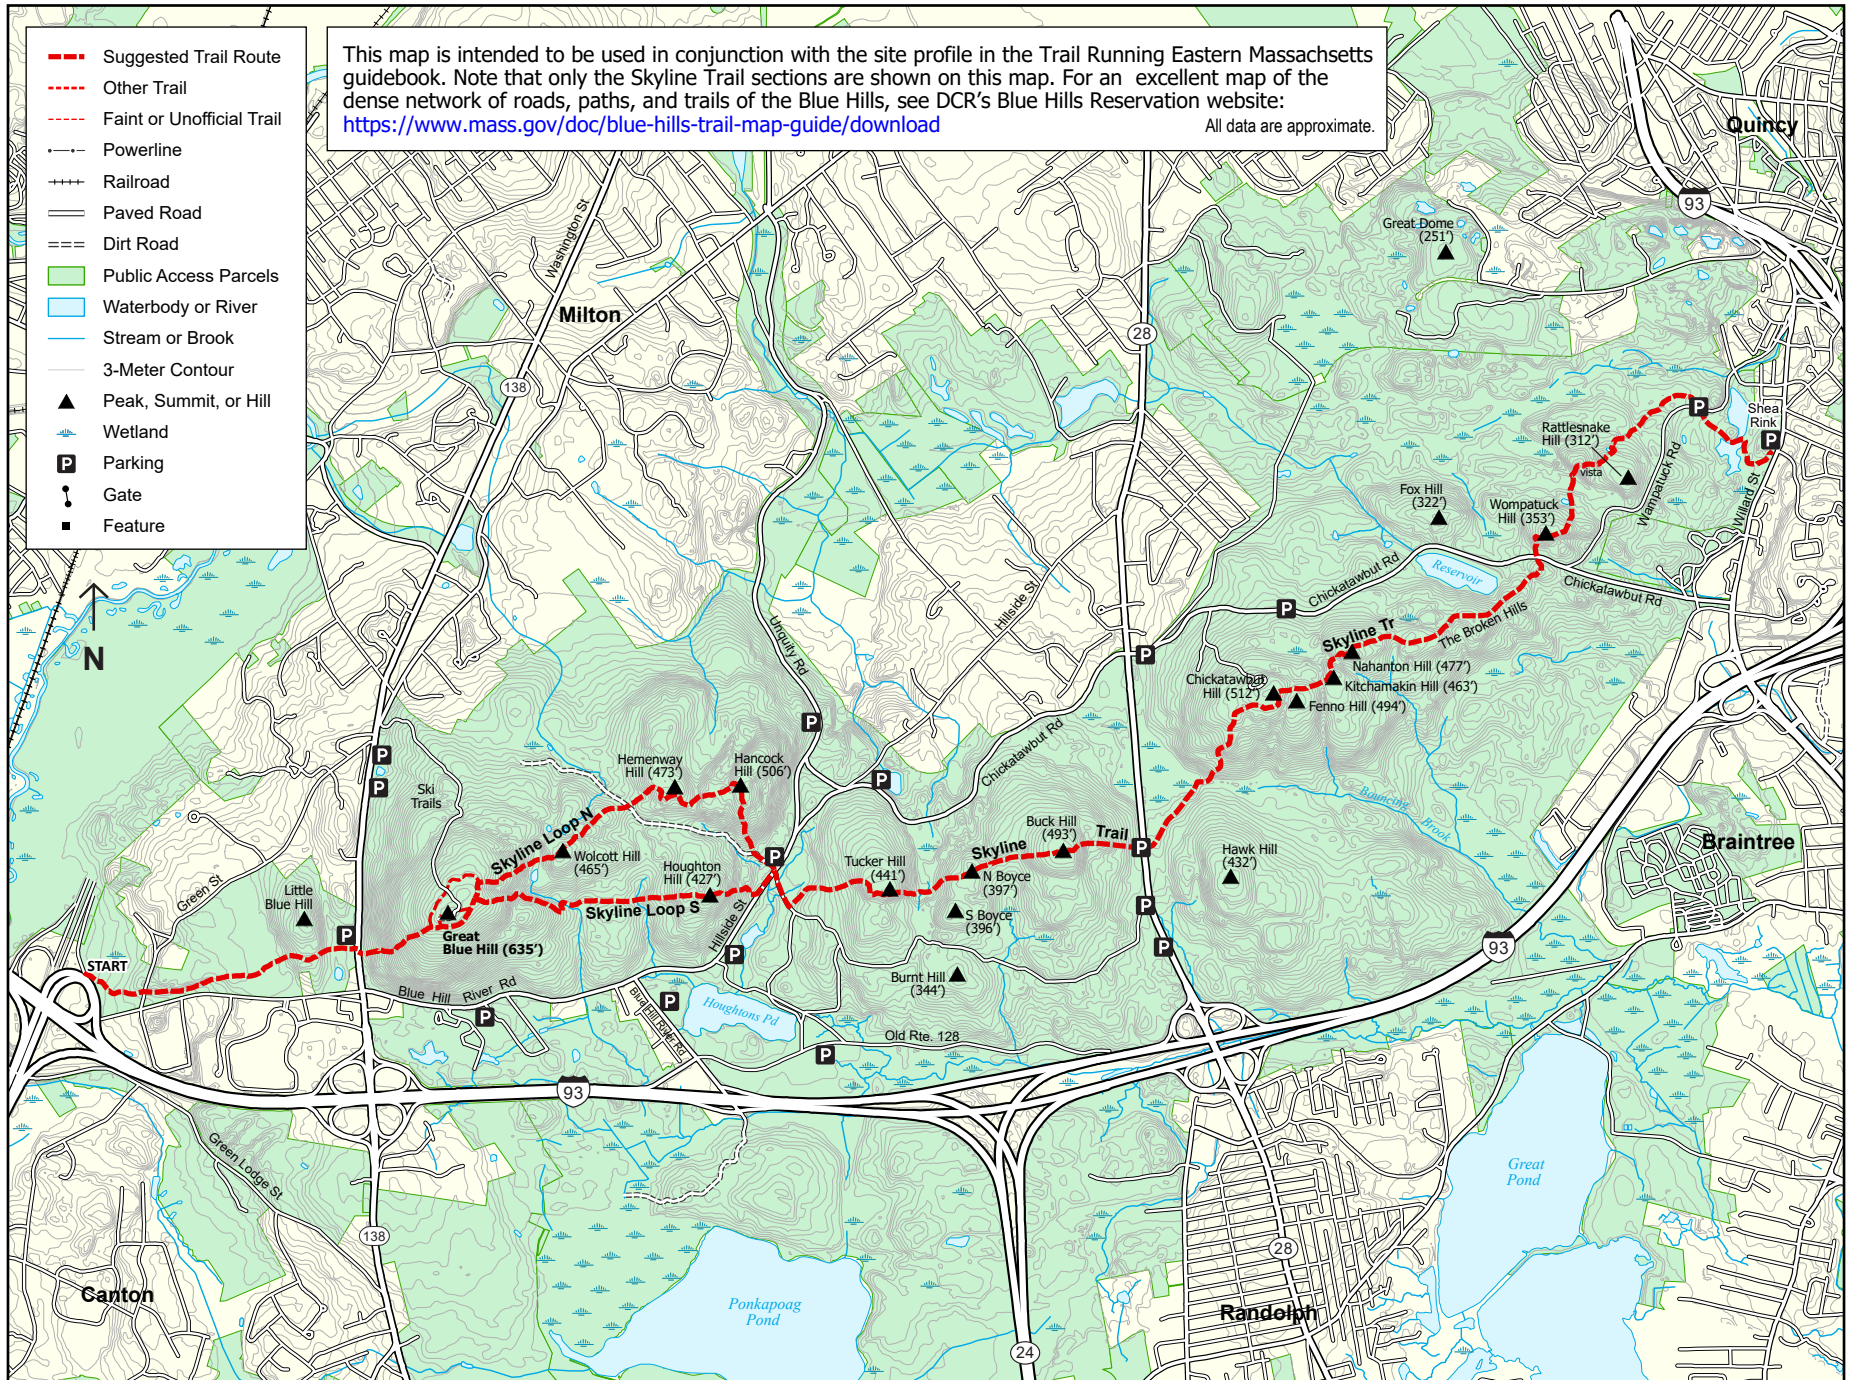 Suggested Trail Route
Other Trail
Faint or Unofficial Trail
Powerline
Railroad
Paved Road
Dirt Road
Public Access Parcels
Waterbody or River
Stream or Brook
3-Meter Contour
Peak, Summit, or Hill
Wetland
P Parking
Gate
Feature
This map is intended to be used in conjunction with the site profile in the Trail Running Eastern Massachsetts
guidebook. Note that only the Skyline Trail sections are shown on this map. For an excellent map of the
dense network of roads, paths, and trails of the Blue Hills, see DCR's Blue Hills Reservation website:
https://www.mass.gov/doc/blue-hills-trail-map-guide/download
All data are approximate.
Quincy
93
Great Dome
(251')
Washington St
Milton
28
138
Shea
Rink
P
P
Rattlesnake
Hill (312')
vista
Wampatuck Rd
Willard St
Fox Hill
(322')
Wompatuck
Hill (353')
Chickatawbut Rd
Reservoir
Chickatawbut Rd
P
Hillside St
Unquity Rd
The Broken Hills
Skyline Tr
N
P
Nahanton Hill (477')
Kitchamakin Hill (463')
Chickatawbut
Hill (512')
Fenno Hill (494')
P
P
P
P
Chickatawbut Rd
Hemenway
Hill (473')
Hancock
Hill (506')
Ski
Trails
Bouncing
Brook
Skyline Loop N
Buck Hill
(493')
Trail
P
Skyline
Braintree
Wolcott Hill
(465')
Houghton
Hill (427')
P
Tucker Hill
(441')
N Boyce
(397')
Hawk Hill
(432')
Green St
Little
Blue Hill
Skyline Loop S
Hillside St
S Boyce
(396')
P
P
Great
Blue Hill (635')
P
P
93
START
Burnt Hill
(344')
Blue Hill River Rd
P
P
Blue Hill River Rd
Houghtons Pd
Old Rte. 128
P
93
Green Lodge St
Great
Pond
138
28
Canton
Ponkapoag
Pond
Randolph
24